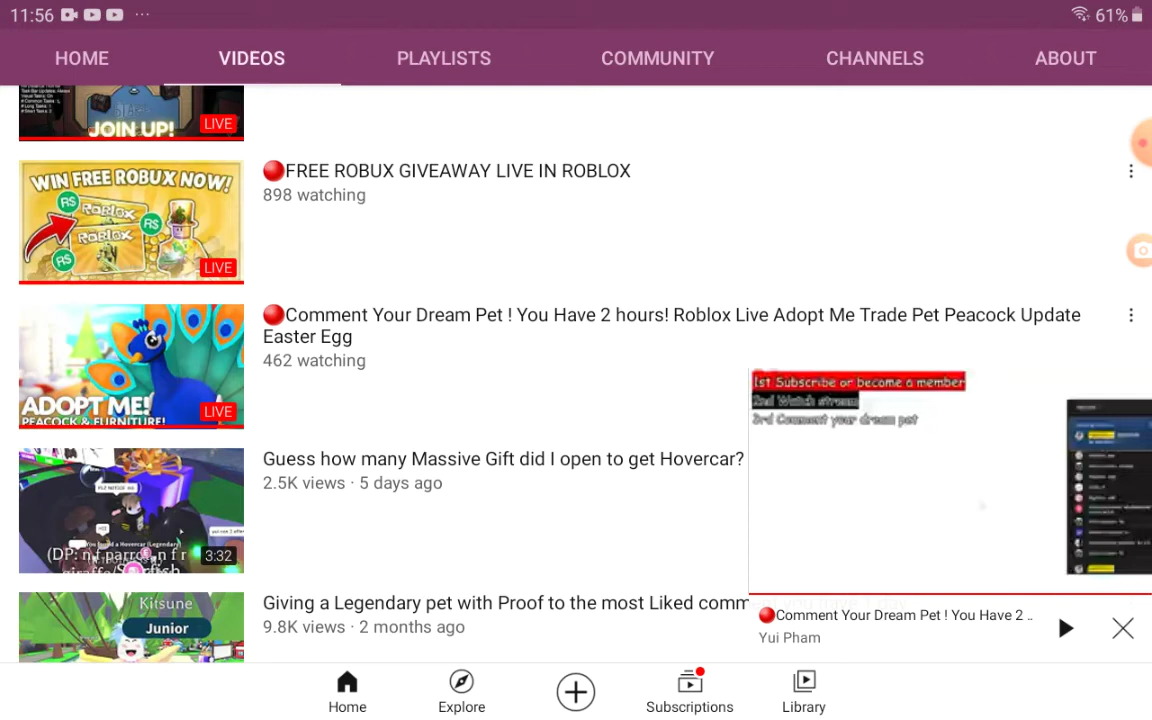 11:56
61%
HOME VIDEOS PLAYLISTS COMMUNITY CHANNELS ABOUT
JOIN UP!
LIVE
WIN FREE ROBUX NOW!
RS
ROBLOX
RS
ROBLOX
RS
LIVE
🔴FREE ROBUX GIVEAWAY LIVE IN ROBLOX
898 watching
ADOPT ME!
PEACOCK & FURNITURE!
LIVE
🔴Comment Your Dream Pet ! You Have 2 hours! Roblox Live Adopt Me Trade Pet Peacock Update
Easter Egg
462 watching
1st Subscribe or become a member
2nd Watch stream
3rd Comment your dream pet
3:32
Guess how many Massive Gift did I open to get Hovercar?
2.5K views · 5 days ago
Kitsune
Junior
Giving a Legendary pet with Proof to the most Liked comm
9.8K views · 2 months ago
🔴Comment Your Dream Pet ! You Have 2 ..
Yui Pham
Home Explore Subscriptions Library